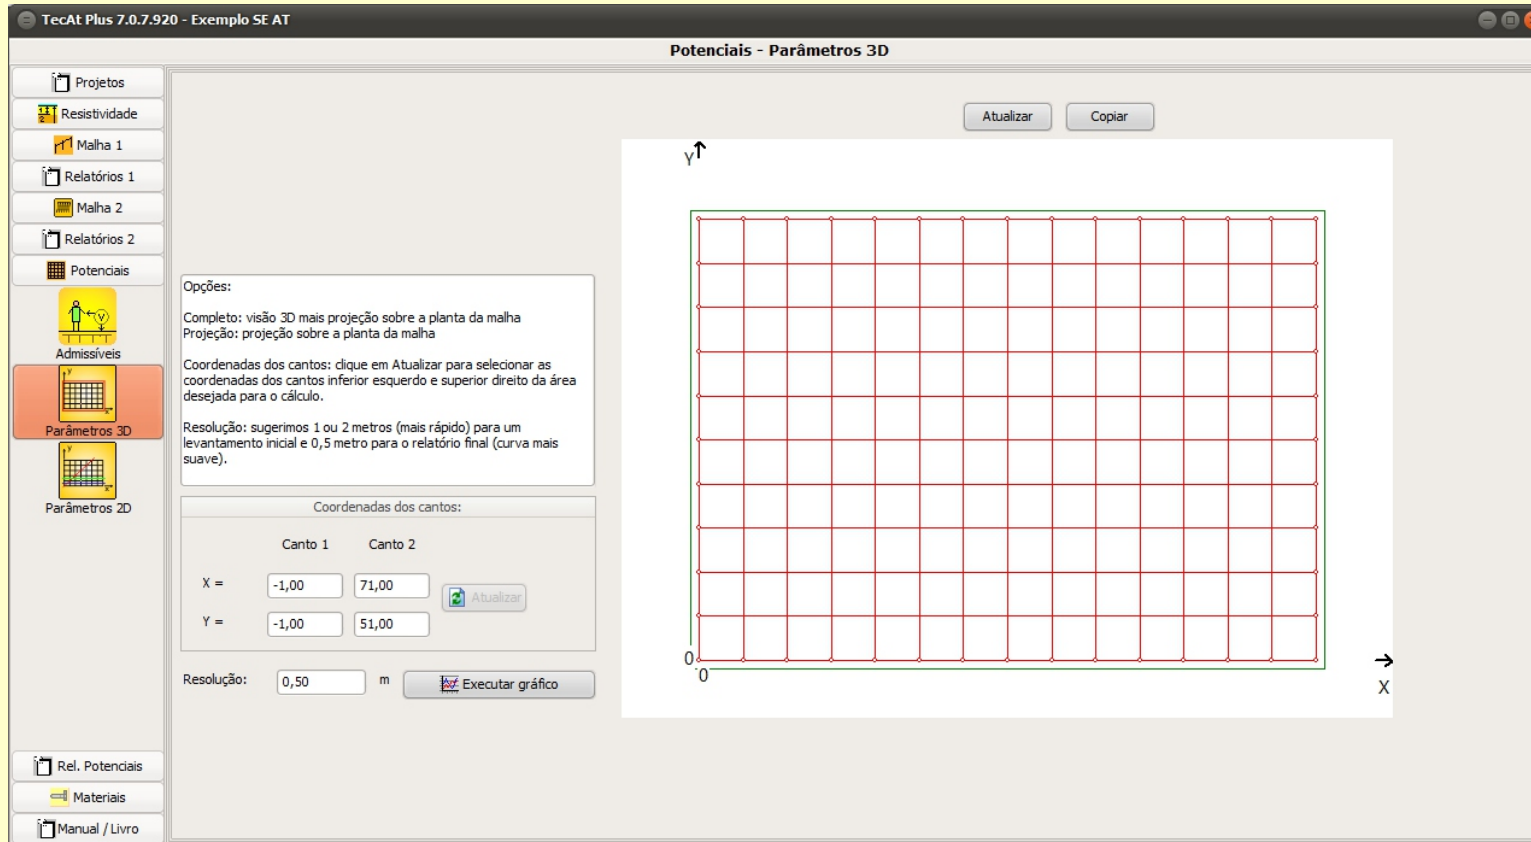 TecAt Plus 7.0.7.920 - Exemplo SE AT
Potenciais - Parâmetros 3D
Projetos
Resistividade
Malha 1
Relatórios 1
Malha 2
Relatórios 2
Potenciais
Admissíveis
Parâmetros 3D
Parâmetros 2D
Rel. Potenciais
Materiais
Manual / Livro
Opções:
Completo: visão 3D mais projeção sobre a planta da malha
Projeção: projeção sobre a planta da malha
Coordenadas dos cantos: clique em Atualizar para selecionar as
coordenadas dos cantos inferior esquerdo e superior direito da área
desejada para o cálculo.
Resolução: sugerimos 1 ou 2 metros (mais rápido) para um
levantamento inicial e 0,5 metro para o relatório final (curva mais
suave).
Coordenadas dos cantos:
Canto 1 Canto 2
X = -1,00 71,00
Atualizar
Y = -1,00 51,00
Resolução: 0,50 m Executar gráfico
Atualizar Copiar
Y
0
0
X